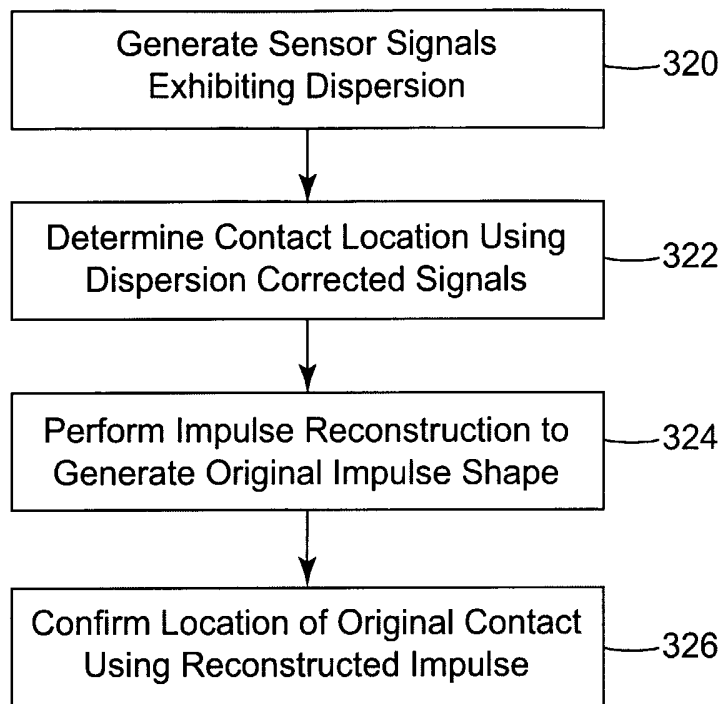 Generate Sensor Signals
Exhibiting Dispersion
320
Determine Contact Location Using
Dispersion Corrected Signals
322
Perform Impulse Reconstruction to
Generate Original Impulse Shape
324
Confirm Location of Original Contact
Using Reconstructed Impulse
326